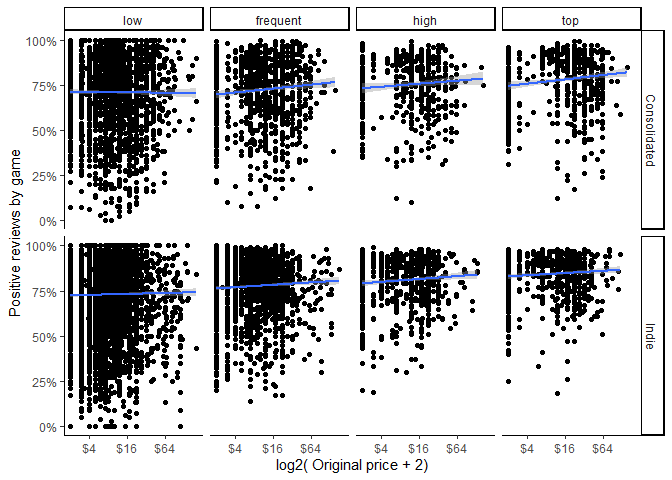 low frequent high top
100%
75%
50%
25%
0%
Consolidated
100%
75%
50%
25%
0%
Indie
Positive reviews by game
$4 $16 $64 $4 $16 $64 $4 $16 $64 $4 $16 $64
log2( Original price + 2)